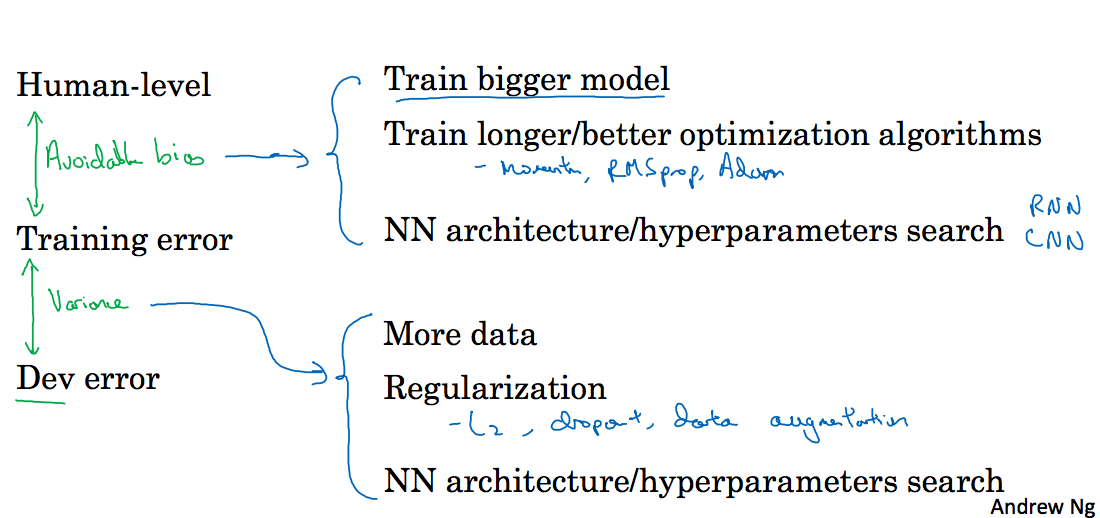 Human-level
Avoidable bias
Training error
Variance
Dev error
Train bigger model
Train longer/better optimization algorithms
- Momentum, RMSprop, Adam
NN architecture/hyperparameters search
RNN
CNN
More data
Regularization
- L2, dropout, data augmentation
NN architecture/hyperparameters search
Andrew Ng